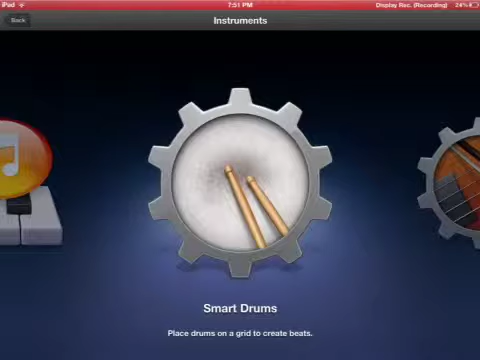 iPad 7:51 PM Display Rec. (Recording) 24%
Back Instruments
Smart Drums
Place drums on a grid to create beats.